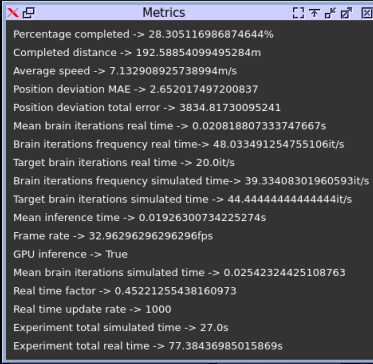 Metrics
Percentage completed -> 28.305116986874644%
Completed distance -> 192.58854099495284m
Average speed -> 7.132908925738994m/s
Position deviation MAE -> 2.652017497200837
Position deviation total error -> 3834.81730095241
Mean brain iterations real time -> 0.020818807333747667s
Brain iterations frequency real time-> 48.033491254755106it/s
Target brain iterations real time -> 20.0it/s
Brain iterations frequency simulated time-> 39.33408301960593it/s
Target brain iterations simulated time -> 44.44444444444444it/s
Mean inference time -> 0.01926300734225274s
Frame rate -> 32.96296296296296fps
GPU inference -> True
Mean brain iterations simulated time -> 0.02542324425108763
Real time factor -> 0.45221255438160973
Real time update rate -> 1000
Experiment total simulated time -> 27.0s
Experiment total real time -> 77.38436985015869s